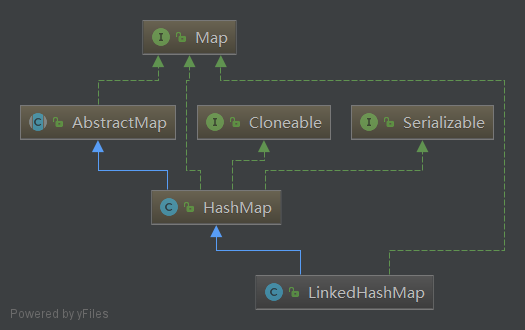 I Map
C AbstractMap
I Cloneable
I Serializable
C HashMap
C LinkedHashMap
Powered by yFiles